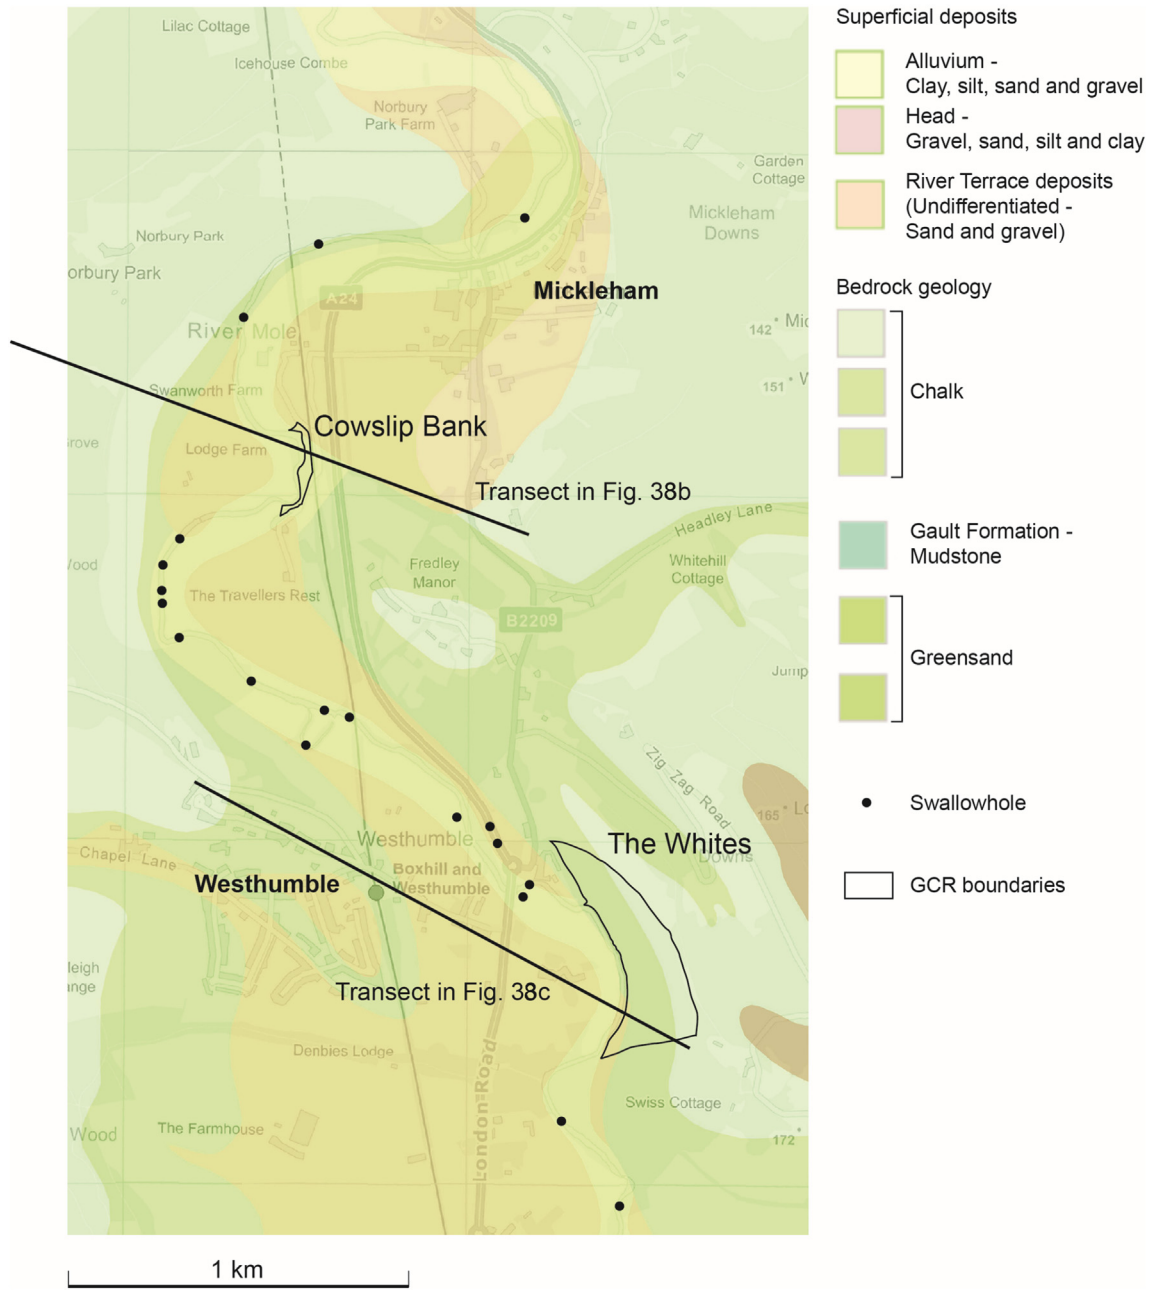 Lilac Cottage
Icehouse Combe
Norbury
Park Farm
Garden
Cottage
Mickleham
Downs
Norbury Park
orbury Park
Mickleham
A24
River Mole
142
Mic
151
W
Swanworth Farm
Cowslip Bank
rove
Lodge Farm
Transect in Fig. 38b
Headley Lane
Wood
Fredley
Manor
Whitehill
Cottage
The Travellers Rest
B2209
Jump
Zig Zag Road
165
Lo
Westhumble
The Whites
Downs
Chapel Lane
Boxhill and
Westhumble
Westhumble
leigh
ange
Transect in Fig. 38c
Denbies Lodge
London Road
Swiss Cottage
Wood
The Farmhouse
172
1 km
Superficial deposits
Alluvium -
Clay, silt, sand and gravel
Head -
Gravel, sand, silt and clay
River Terrace deposits
(Undifferentiated -
Sand and gravel)
Bedrock geology
Chalk
Gault Formation -
Mudstone
Greensand
Swallowhole
GCR boundaries